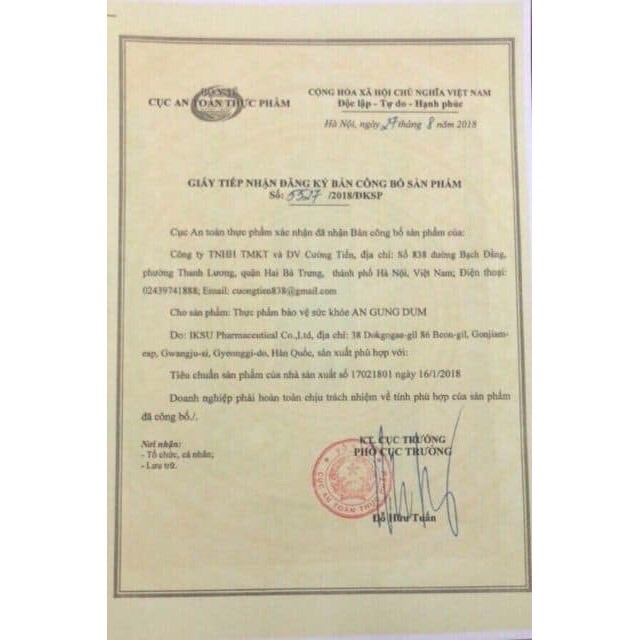 BỘ Y TẾ
CỤC AN TOÀN THỰC PHẨM
CỘNG HÒA XÃ HỘI CHỦ NGHĨA VIỆT NAM
Độc lập - Tự do - Hạnh phúc
Hà Nội, ngày 27 tháng 8 năm 2018
GIẤY TIẾP NHẬN ĐĂNG KÝ BẢN CÔNG BỐ SẢN PHẨM
Số: 5327 /2018/ĐKSP
Cục An toàn thực phẩm xác nhận đã nhận Bản công bố sản phẩm của:
Công ty TNHH TMKT và DV Cường Tiến, địa chỉ: Số 838 đường Bạch Đằng,
phường Thanh Lương, quận Hai Bà Trưng, thành phố Hà Nội, Việt Nam; Điện thoại:
02439741888; Email: cuongtien838@gmail.com
Cho sản phẩm: Thực phẩm bảo vệ sức khỏe AN GUNG DUM
Do: IKSU Pharmaceutical Co.,Ltd, địa chỉ: 38 Dokgogae-gil 86 Beon-gil, Gonjiam-
eup, Gwangju-si, Gyeonggi-do, Hàn Quốc, sản xuất phù hợp với:
Tiêu chuẩn sản phẩm của nhà sản xuất số 17021801 ngày 16/1/2018
Doanh nghiệp phải hoàn toàn chịu trách nhiệm về tính phù hợp của sản phẩm
đã công bố./.
Nơi nhận:
- Tổ chức, cá nhân;
- Lưu trữ.
KT. CỤC TRƯỞNG
PHÓ CỤC TRƯỞNG
Đỗ Hữu Tuấn